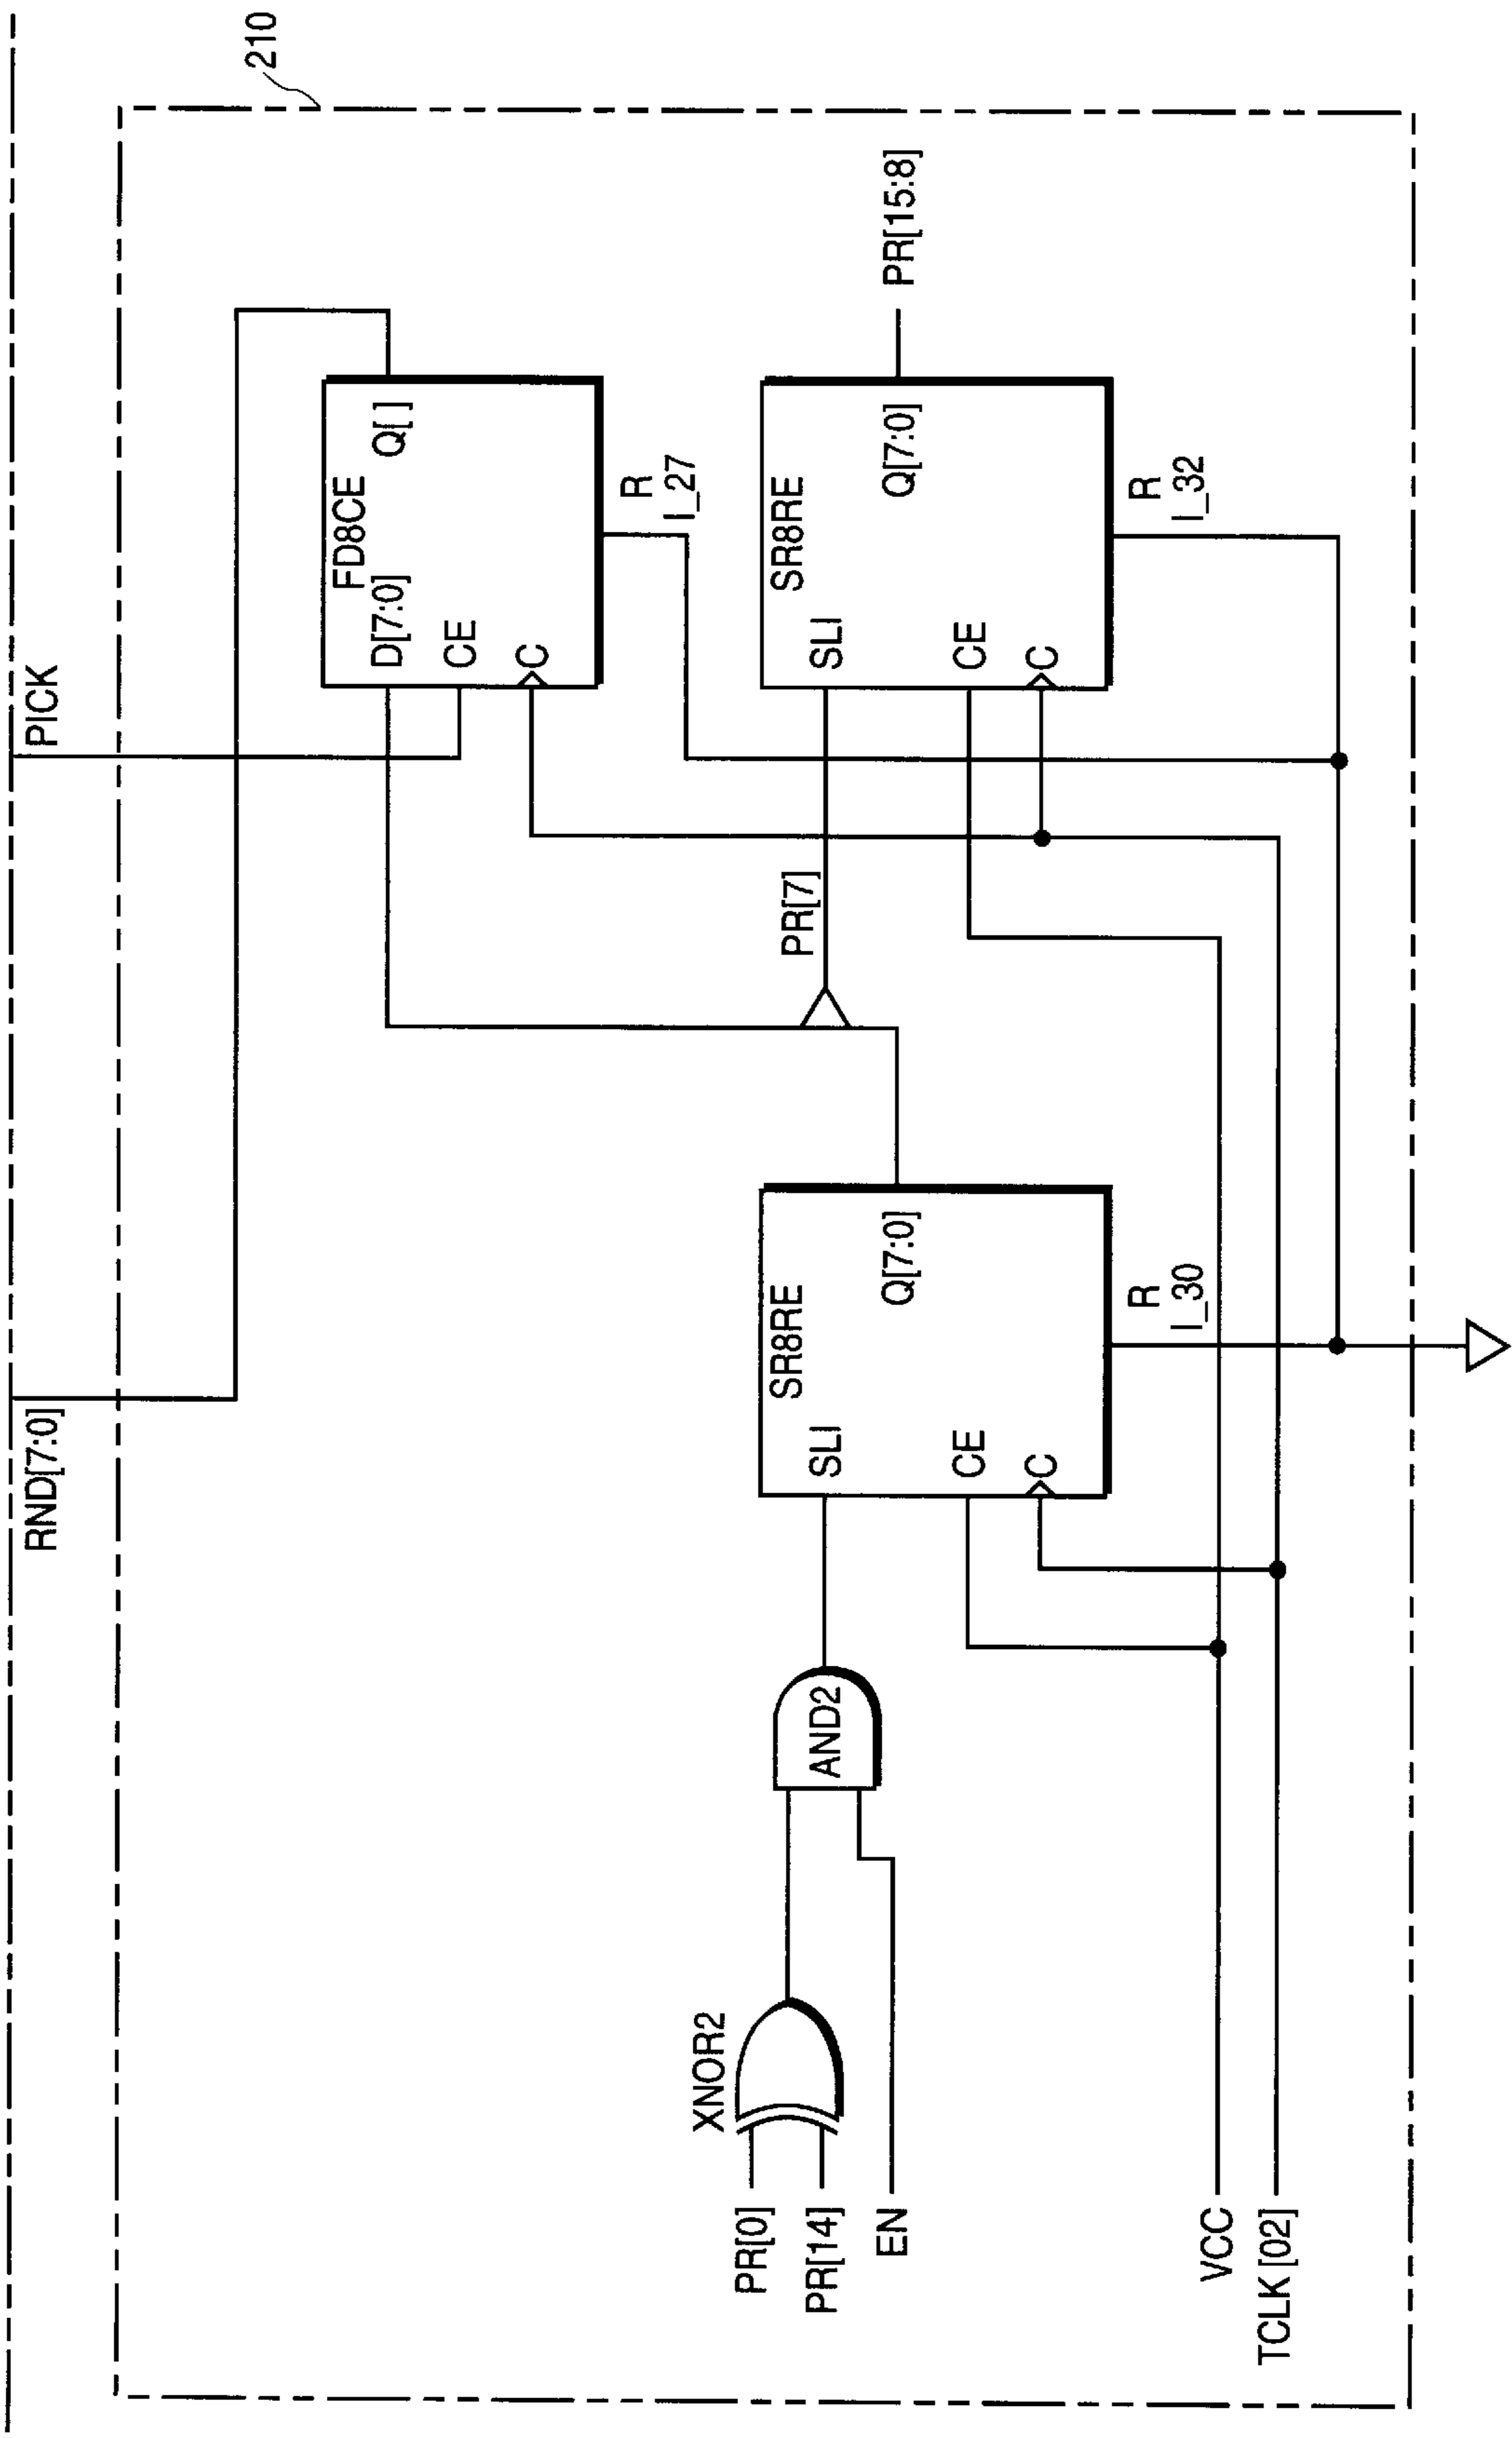 210
RND[7:0]
PICK
FD8CE
D[7:0]
Q[ ]
CE
C
R
I_27
XNOR2
PR[0]
PR[14]
EN
AND2
SR8RE
SLI
Q[7:0]
CE
C
R
I_30
PR[7]
SR8RE
SLI
Q[7:0]
CE
C
R
I_32
PR[15:8]
VCC
TCLK [02]